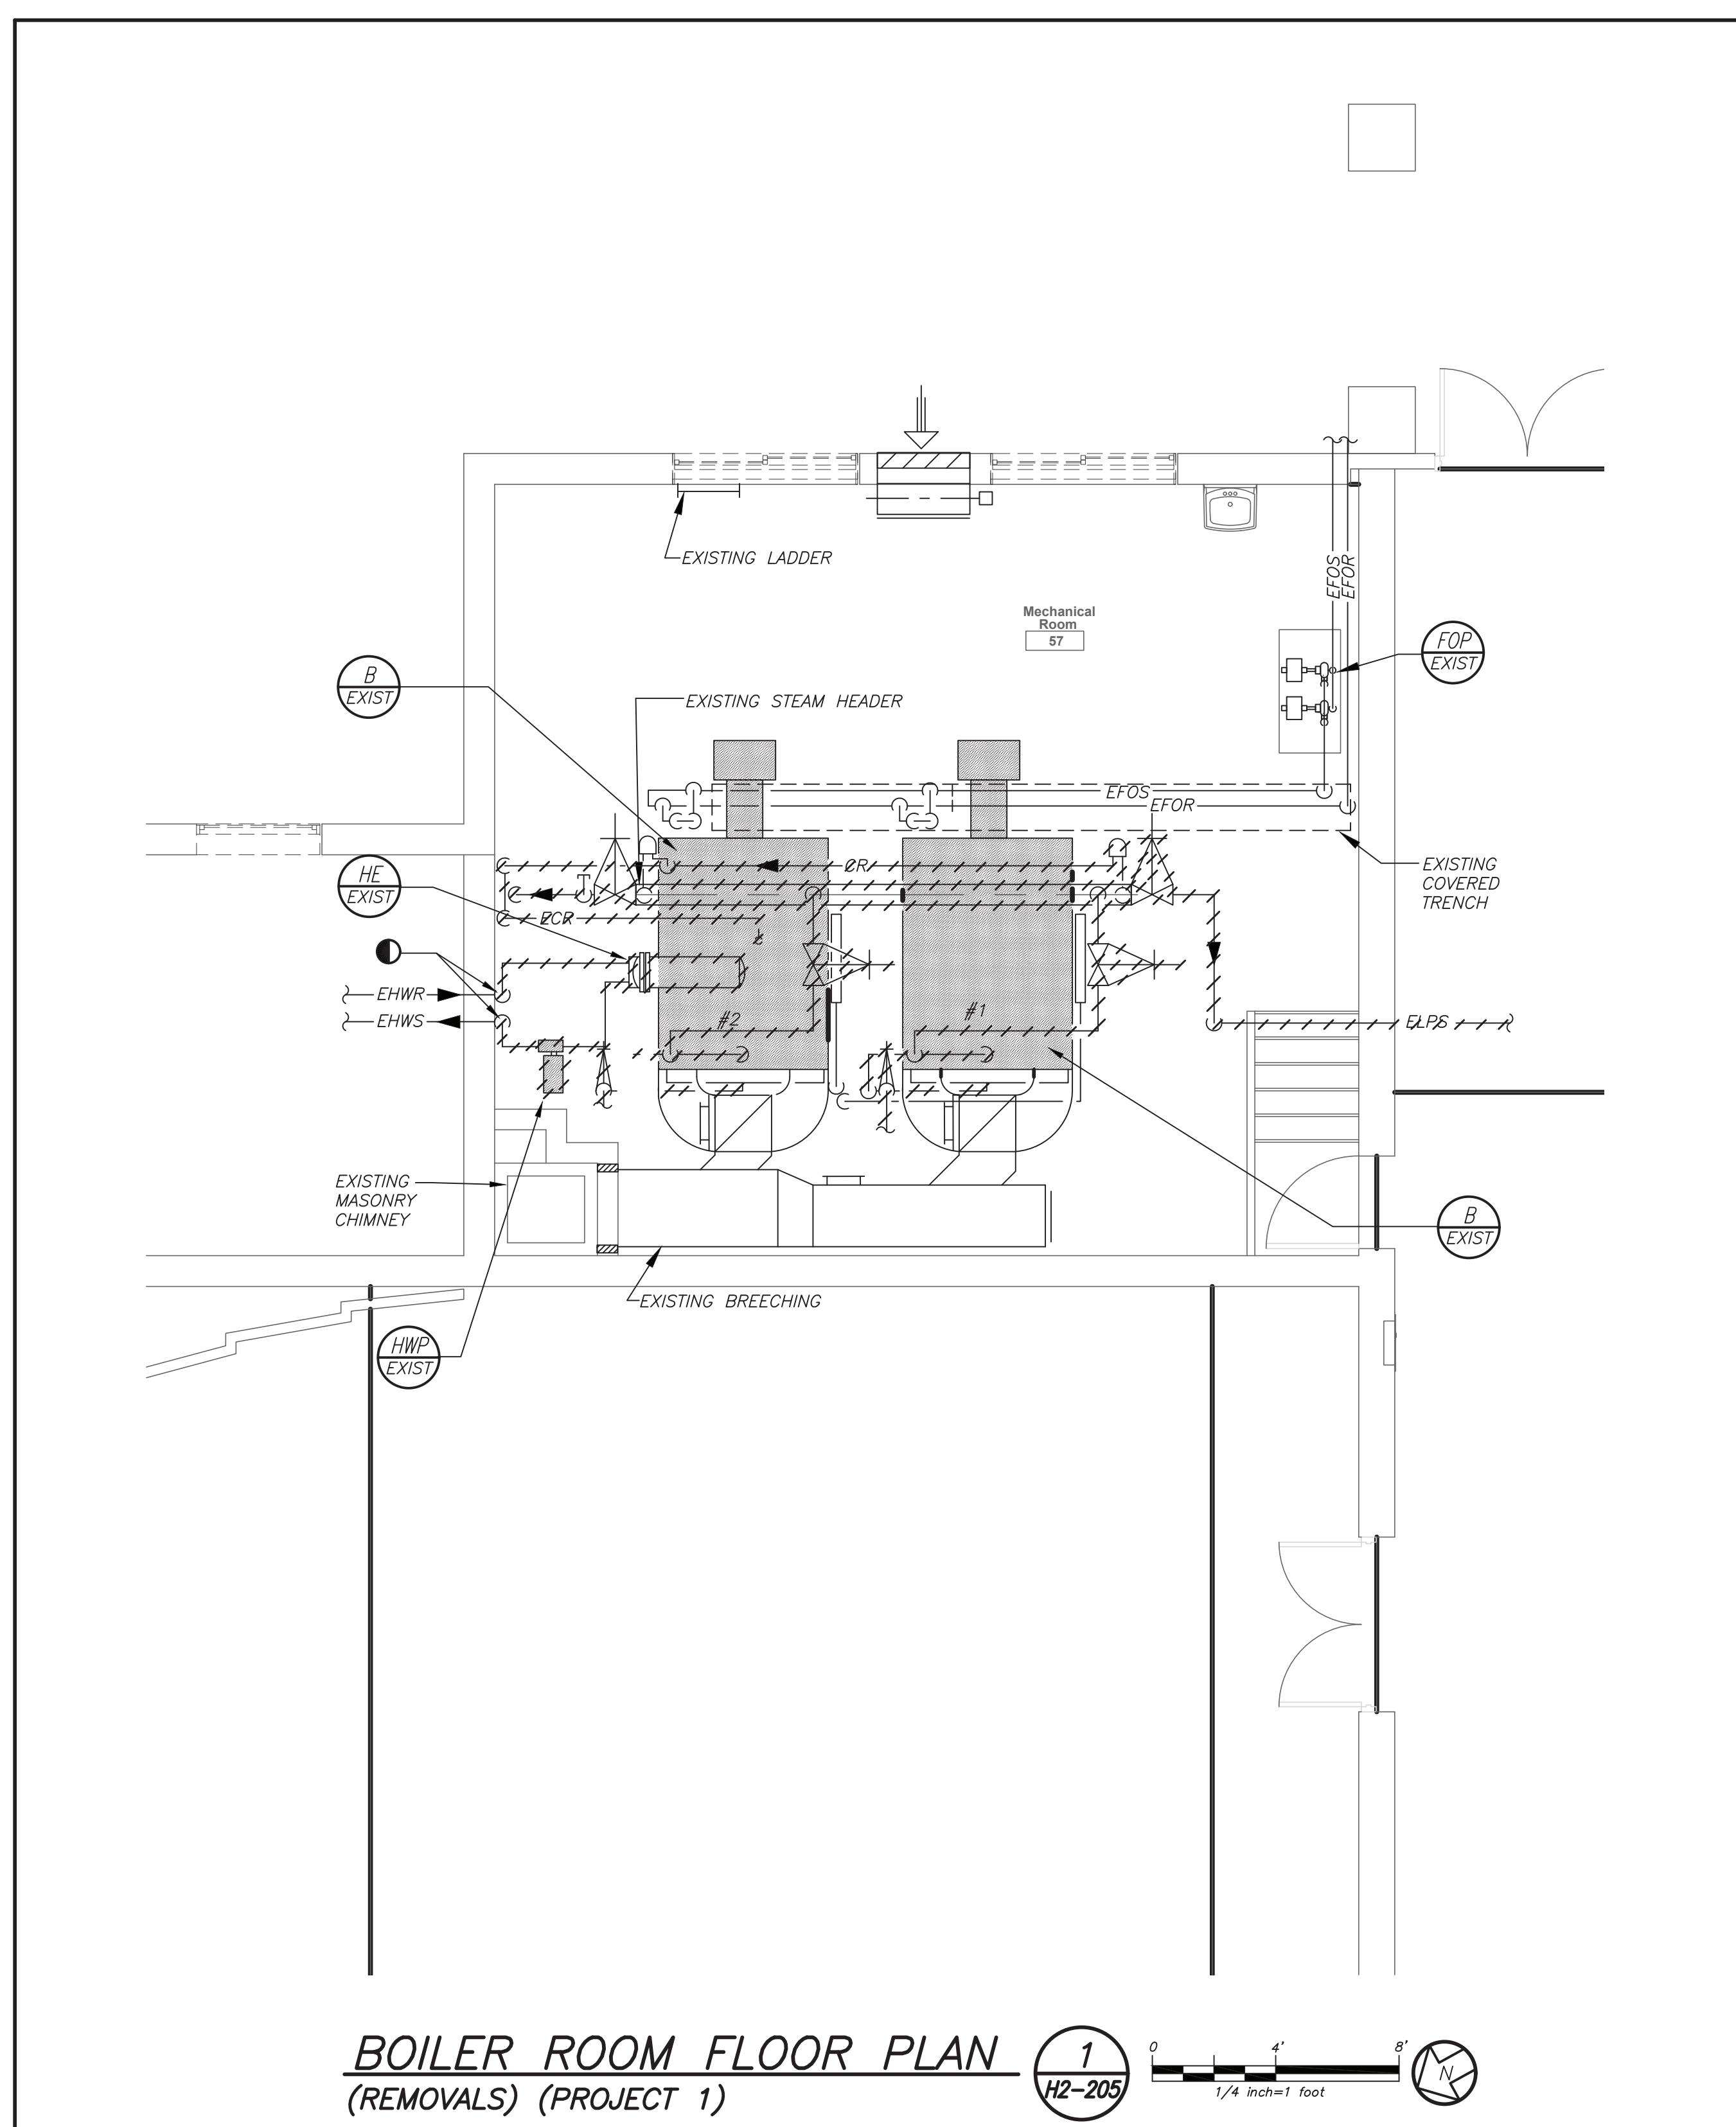 EXISTING LADDER
EFOS
EFOR
Mechanical
Room
57
FOP
EXIST
B
EXIST
EXISTING STEAM HEADER
EFOS
EFOR
EXISTING
COVERED
TRENCH
CR
HE
EXIST
ECR
EHWR
EHWS
#2
#1
ELPS
EXISTING
MASONRY
CHIMNEY
B
EXIST
EXISTING BREECHING
HWP
EXIST
BOILER ROOM FLOOR PLAN
(REMOVALS) (PROJECT 1)
1
H2-205
0 4' 8'
1/4 inch=1 foot
N